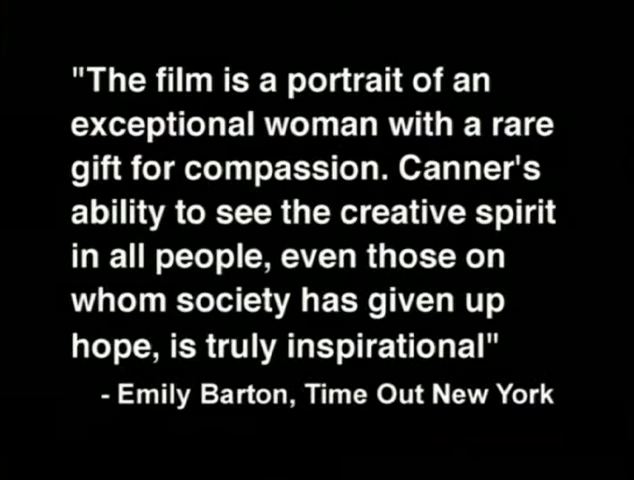 "The film is a portrait of an
exceptional woman with a rare
gift for compassion. Canner's
ability to see the creative spirit
in all people, even those on
whom society has given up
hope, is truly inspirational"
- Emily Barton, Time Out New York